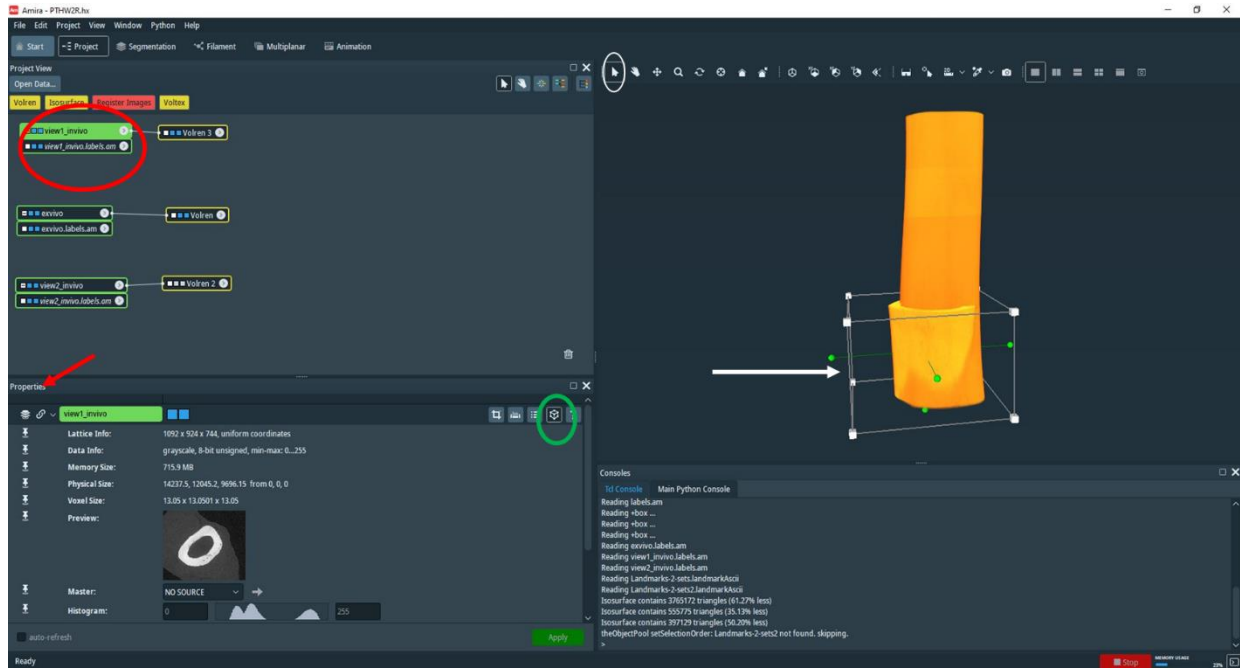 Amira - PTHW2R.hx
File Edit Project View Window Python Help
Start Project Segmentation Filament Multiplanar Animation
Project View
Open Data...
Volren Isosurface Register Images Voltex
view1_invivo Volren 3
view1_invivo.labels.am
exvivo Volren
exvivo.labels.am
view2_invivo Volren 2
view2_invivo.labels.am
Properties
view1_invivo
Lattice Info: 1092 x 924 x 744, uniform coordinates
Data Info: grayscale, 8-bit unsigned, min-max: 0...255
Memory Size: 715.9 MB
Physical Size: 14237.5, 12045.2, 9696.15 from 0, 0, 0
Voxel Size: 13.05 x 13.0501 x 13.05
Preview:
Master: NO SOURCE
Histogram: 0 255
auto-refresh Apply
Consoles
Tcl Console Main Python Console
Reading labels.am
Reading +box ...
Reading +box ...
Reading +box ...
Reading exvivo.labels.am
Reading view1_invivo.labels.am
Reading view2_invivo.labels.am
Reading Landmarks-2-sets.landmarkAscii
Reading Landmarks-2-sets2.landmarkAscii
Isosurface contains 3765172 triangles (61.27% less)
Isosurface contains 555775 triangles (35.13% less)
Isosurface contains 397129 triangles (50.20% less)
theObjectPool setSelectionOrder: Landmarks-2-sets2 not found, skipping.
>
Ready
Stop MEMORY USAGE 23%